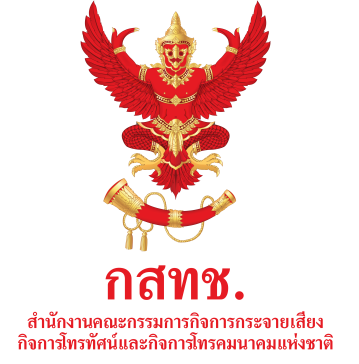 กสทช.
สำนักงานคณะกรรมการกิจการกระจายเสียง
กิจการโทรทัศน์และกิจการโทรคมนาคมแห่งชาติ